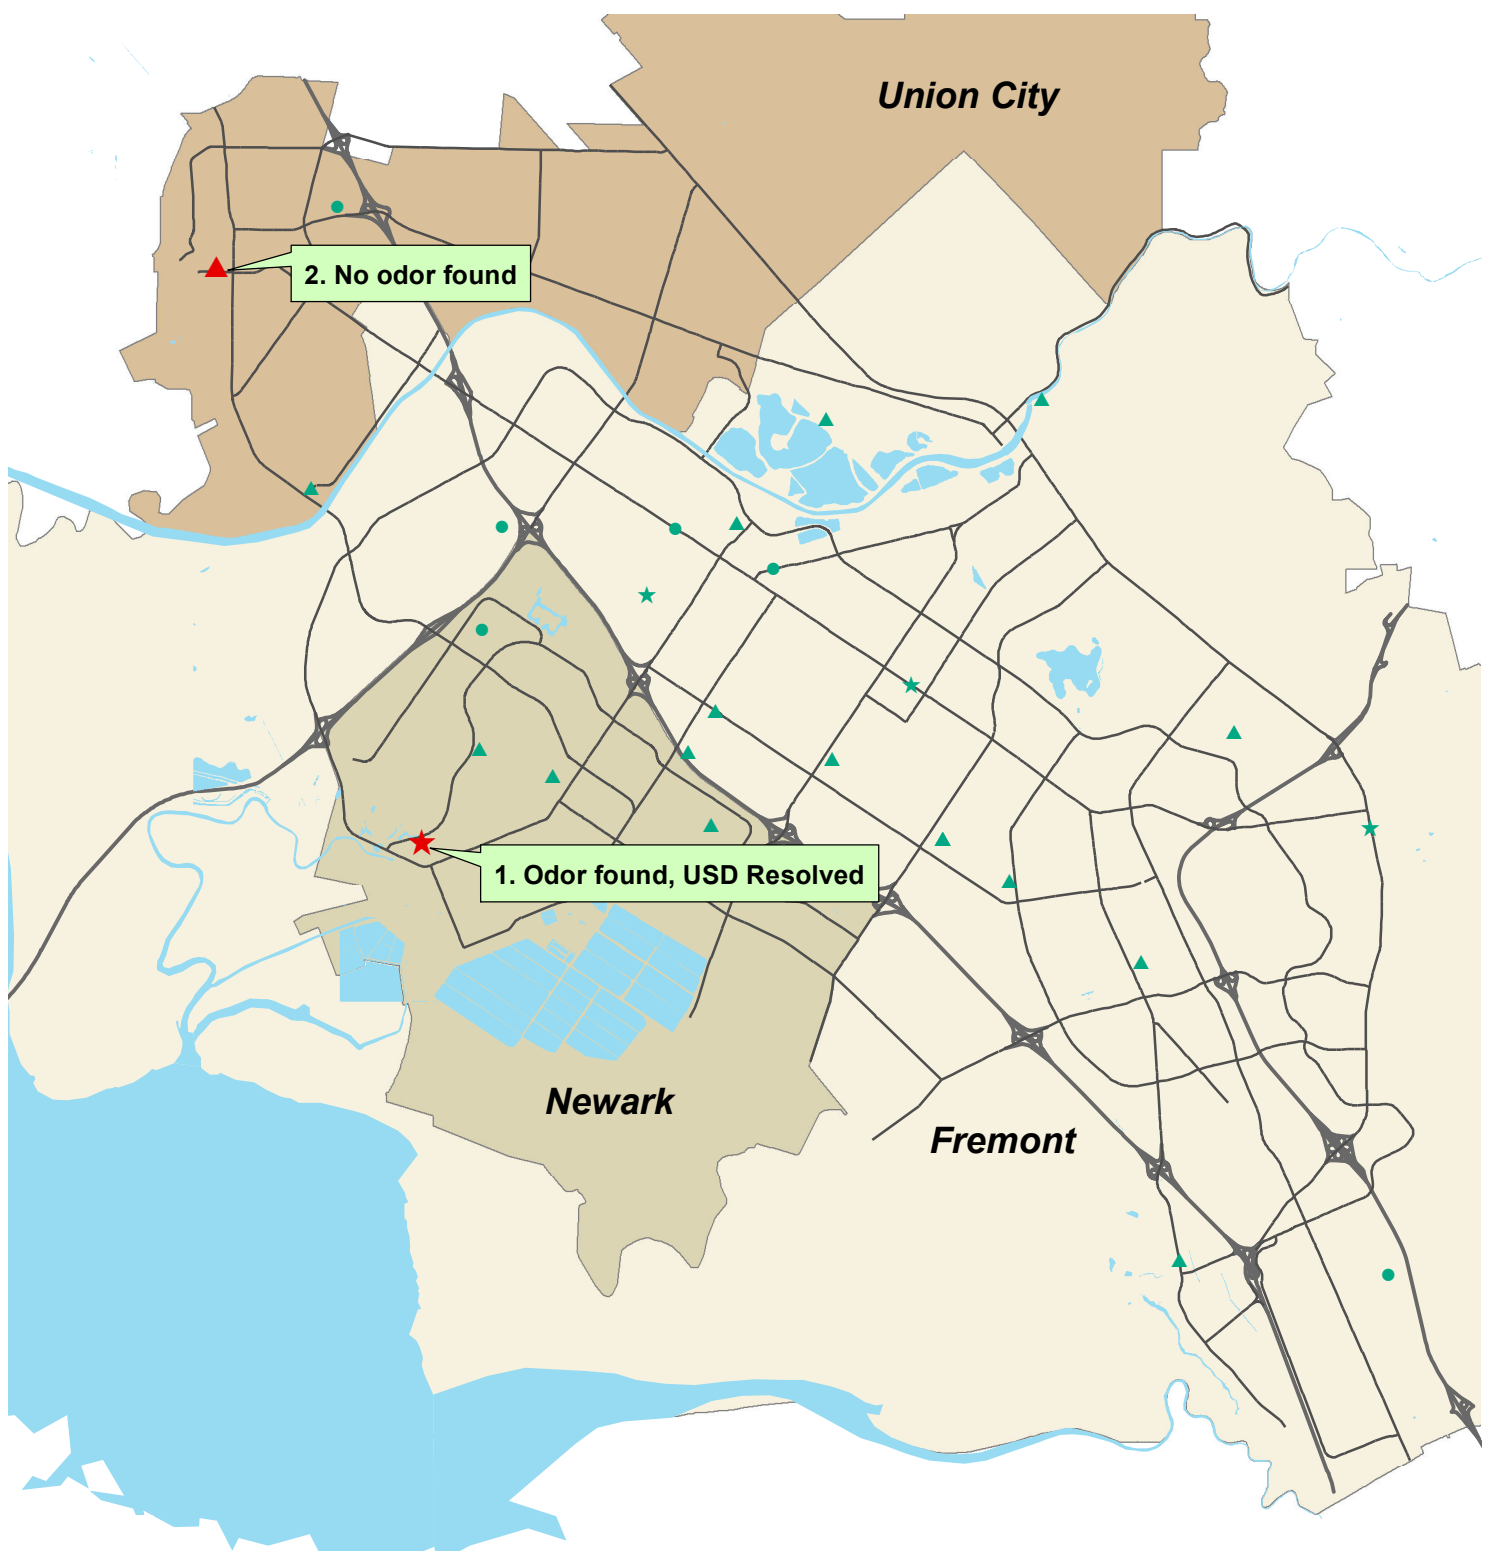 Union City
2. No odor found
1. Odor found, USD Resolved
Newark
Fremont